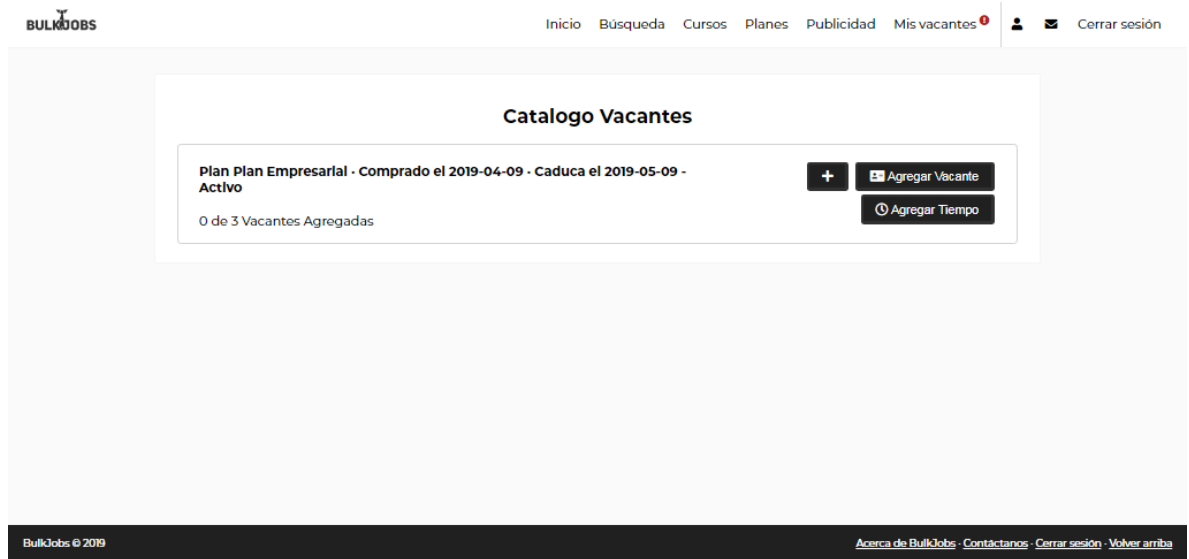 BULKJOBS
Inicio Búsqueda Cursos Planes Publicidad Mis vacantes Cerrar sesión
Catalogo Vacantes
Plan Plan Empresarial · Comprado el 2019-04-09 · Caduca el 2019-05-09 -
Activo
0 de 3 Vacantes Agregadas
+ Agregar Vacante
Agregar Tiempo
BulkJobs © 2019
Acerca de BulkJobs · Contáctanos · Cerrar sesión · Volver arriba